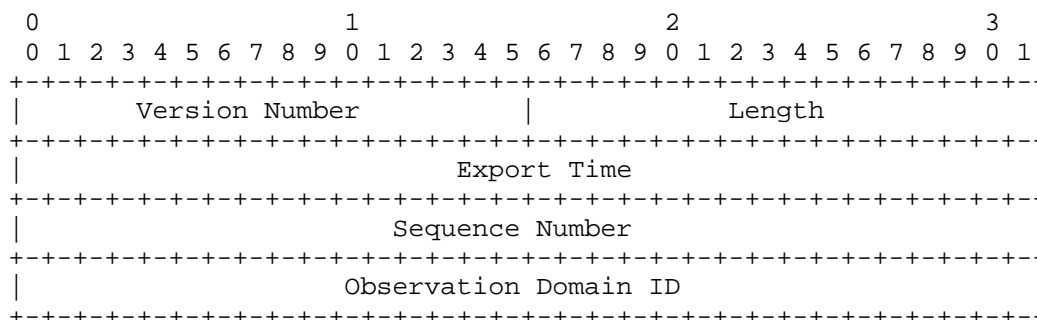 0                   1                   2                   3
 0 1 2 3 4 5 6 7 8 9 0 1 2 3 4 5 6 7 8 9 0 1 2 3 4 5 6 7 8 9 0 1
+-+-+-+-+-+-+-+-+-+-+-+-+-+-+-+-+-+-+-+-+-+-+-+-+-+-+-+-+-+-+-+-
|       Version Number          |            Length
+-+-+-+-+-+-+-+-+-+-+-+-+-+-+-+-+-+-+-+-+-+-+-+-+-+-+-+-+-+-+-+-
|                           Export Time
+-+-+-+-+-+-+-+-+-+-+-+-+-+-+-+-+-+-+-+-+-+-+-+-+-+-+-+-+-+-+-+-
|                       Sequence Number
+-+-+-+-+-+-+-+-+-+-+-+-+-+-+-+-+-+-+-+-+-+-+-+-+-+-+-+-+-+-+-+-
|                    Observation Domain ID
+-+-+-+-+-+-+-+-+-+-+-+-+-+-+-+-+-+-+-+-+-+-+-+-+-+-+-+-+-+-+-+-